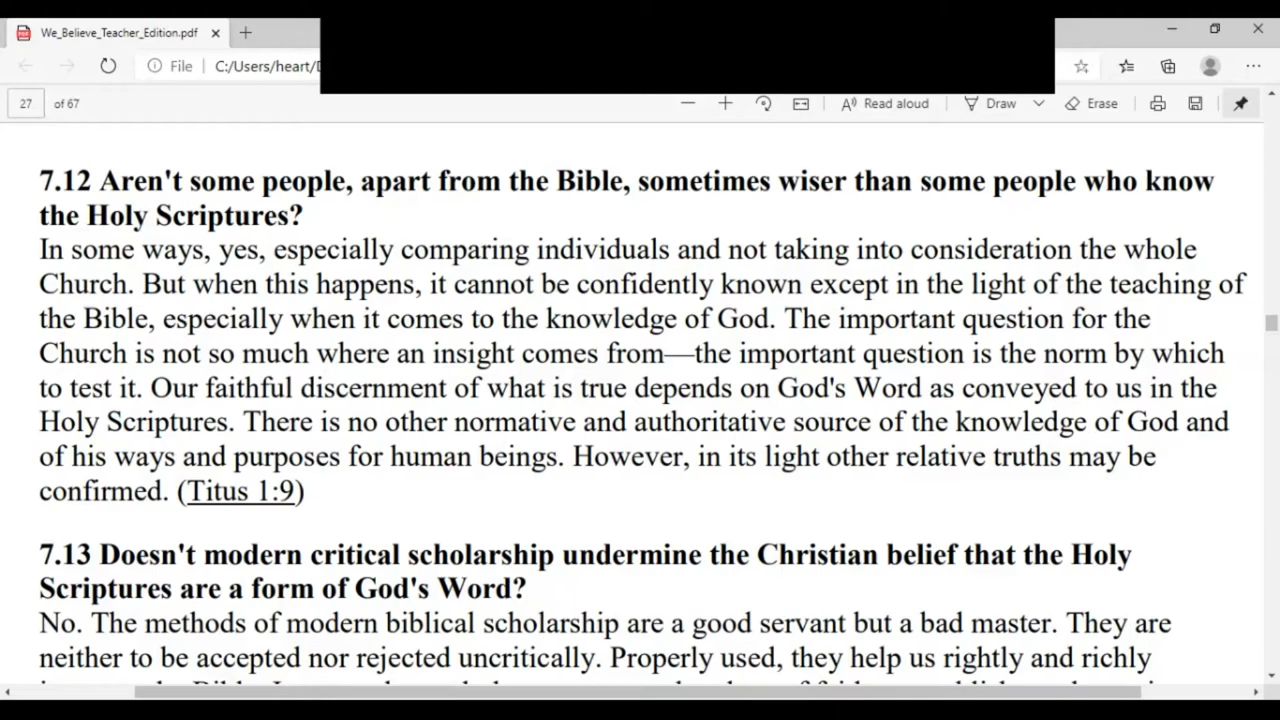 We_Believe_Teacher_Edition.pdf
File
C:/Users/heart/
27
of 67
Read aloud
Draw
Erase
7.12 Aren't some people, apart from the Bible, sometimes wiser than some people who know
the Holy Scriptures?
In some ways, yes, especially comparing individuals and not taking into consideration the whole
Church. But when this happens, it cannot be confidently known except in the light of the teaching of
the Bible, especially when it comes to the knowledge of God. The important question for the
Church is not so much where an insight comes from—the important question is the norm by which
to test it. Our faithful discernment of what is true depends on God's Word as conveyed to us in the
Holy Scriptures. There is no other normative and authoritative source of the knowledge of God and
of his ways and purposes for human beings. However, in its light other relative truths may be
confirmed. (Titus 1:9)
7.13 Doesn't modern critical scholarship undermine the Christian belief that the Holy
Scriptures are a form of God's Word?
No. The methods of modern biblical scholarship are a good servant but a bad master. They are
neither to be accepted nor rejected uncritically. Properly used, they help us rightly and richly